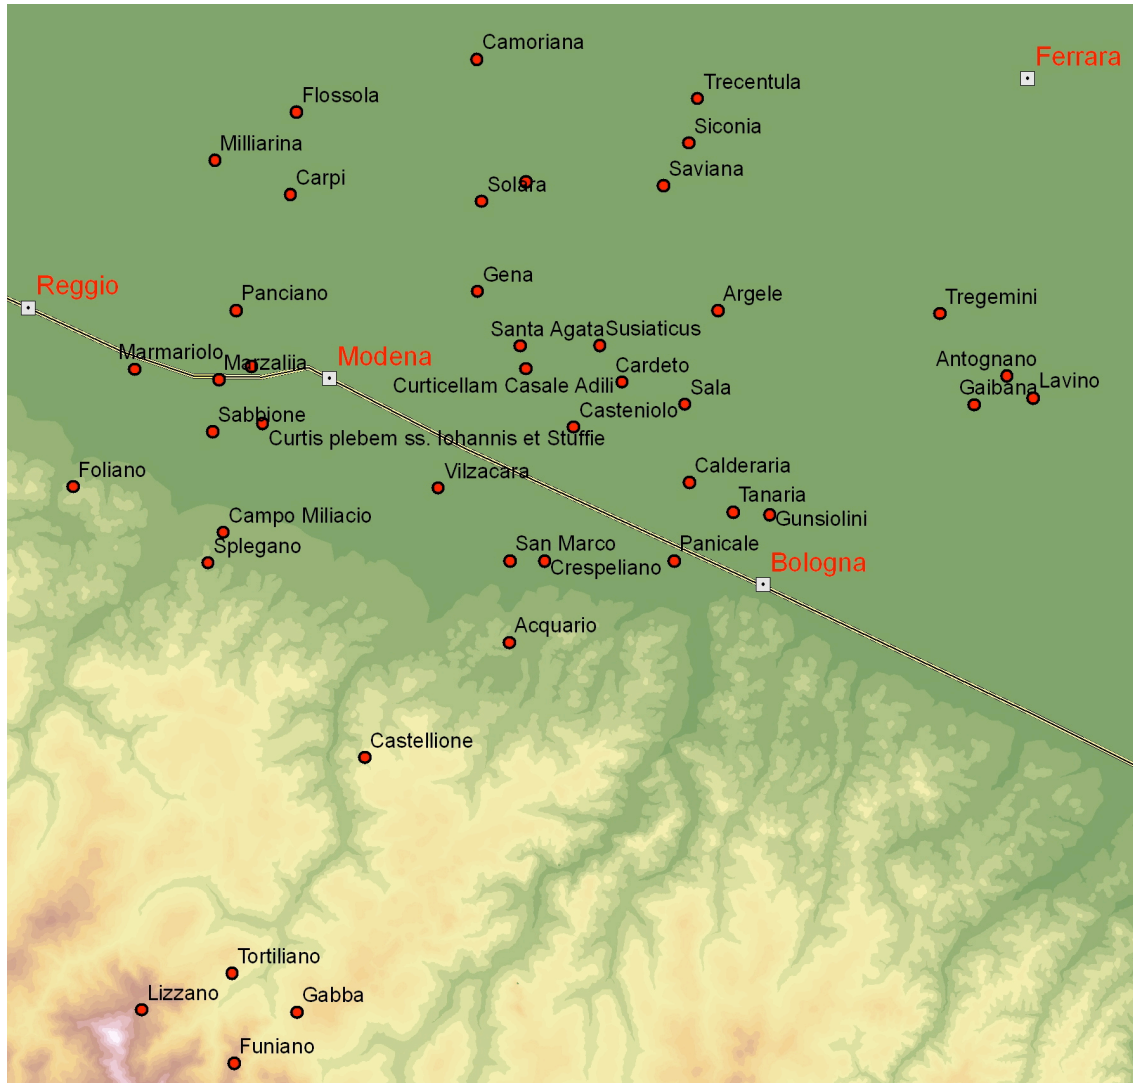 Camoriana
Ferrara
Trecentula
Flossola
Siconia
Milliarina
Saviana
Carpi
Solara
Gena
Reggio
Panciano
Argele
Tregemini
Santa Agata
Susiaticus
Marmariolo
Marzaliia
Modena
Cardeto
Antognano
Curticellam Casale Adili
Sala
Gaibana
Lavino
Sabbione
Casteniolo
Curtis plebem ss. Iohannis et Stuffie
Foliano
Vilzacara
Calderaria
Tanaria
Campo Miliacio
Gunsiolini
Splegano
San Marco
Panicale
Crespeliano
Bologna
Acquario
Castellione
Tortiliano
Lizzano
Gabba
Funiano